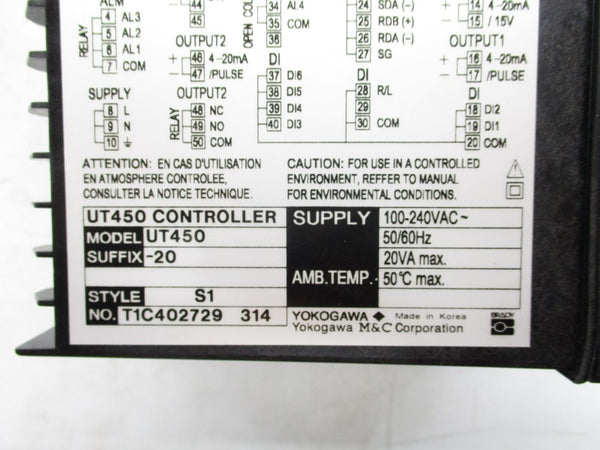 ALM
44
34 AL4
24 SDA (-)
14 4-20mA
4 AL3
45
35 COM
25 RDB (+)
15 / 15V
RELAY
5 AL2
OPEN COL
36
26 RDA (-)
6 AL1
OUTPUT2
27 SG
OUTPUT1
7 COM
+ 46 4-20mA
DI
+ 16 4-20mA
- 47 /PULSE
37 DI6
DI
- 17 /PULSE
SUPPLY
OUTPUT2
38 DI5
28 R/L
DI
8 L
RELAY
48 NC
39 DI4
29
18 DI2
9 N
49 NO
40 DI3
30 COM
19 DI1
10
50 COM
20 COM
ATTENTION: EN CAS D'UTILISATION
EN ATMOSPHERE CONTROLEE,
CONSULTER LA NOTICE TECHNIQUE.
CAUTION: FOR USE IN A CONTROLLED
ENVIRONMENT, REFFER TO MANUAL
FOR ENVIRONMENTAL CONDITIONS.
UT450 CONTROLLER
MODEL UT450
SUFFIX -20
STYLE S1
NO. T1C402729 314
SUPPLY 100-240VAC ~
50/60Hz
20VA max.
AMB.TEMP. 50℃ max.
YOKOGAWA ◆ Made in Korea
Yokogawa M&C Corporation
BRADY